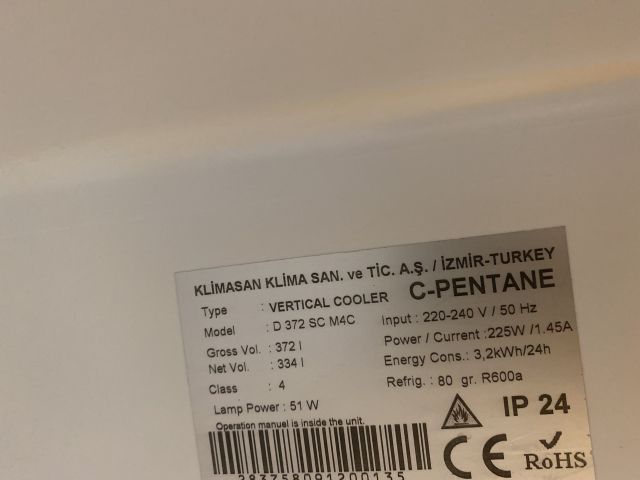 KLİMASAN KLİMA SAN. ve TİC. A.Ş. / İZMİR-TURKEY
Type : VERTICAL COOLER C-PENTANE
Model : D 372 SC M4C
Input : 220-240 V / 50 Hz
Gross Vol. : 372 l
Power / Current :225W /1.45A
Net Vol. : 334 l
Energy Cons.: 3,2kWh/24h
Class : 4
Refrig. : 80 gr. R600a
Lamp Power : 51 W
IP 24
Operation manuel is inside the unit.
CE RoHS
283758091200135